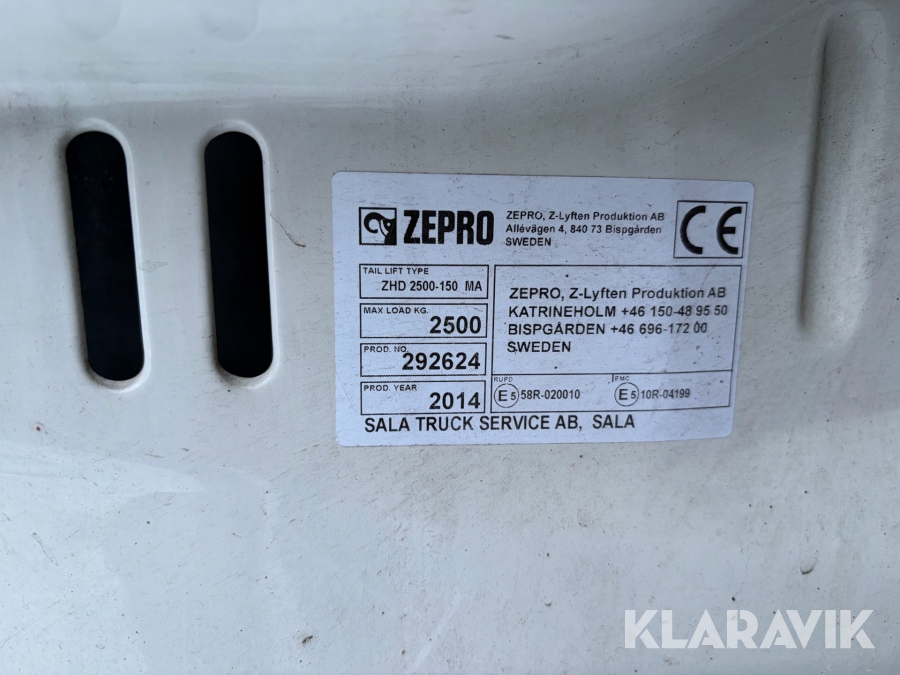 ZEPRO
ZEPRO, Z-Lyften Produktion AB
Allévägen 4, 840 73 Bispgården
SWEDEN
CE
TAIL LIFT TYPE
ZHD 2500-150 MA
MAX LOAD KG.
2500
PROD. NO.
292624
PROD. YEAR
2014
ZEPRO, Z-Lyften Produktion AB
KATRINEHOLM +46 150-48 95 50
BISPGÅRDEN +46 696-172 00
SWEDEN
RUPD
E5 58R-020010
EMC
E5 10R-04199
SALA TRUCK SERVICE AB, SALA
KLARAVIK